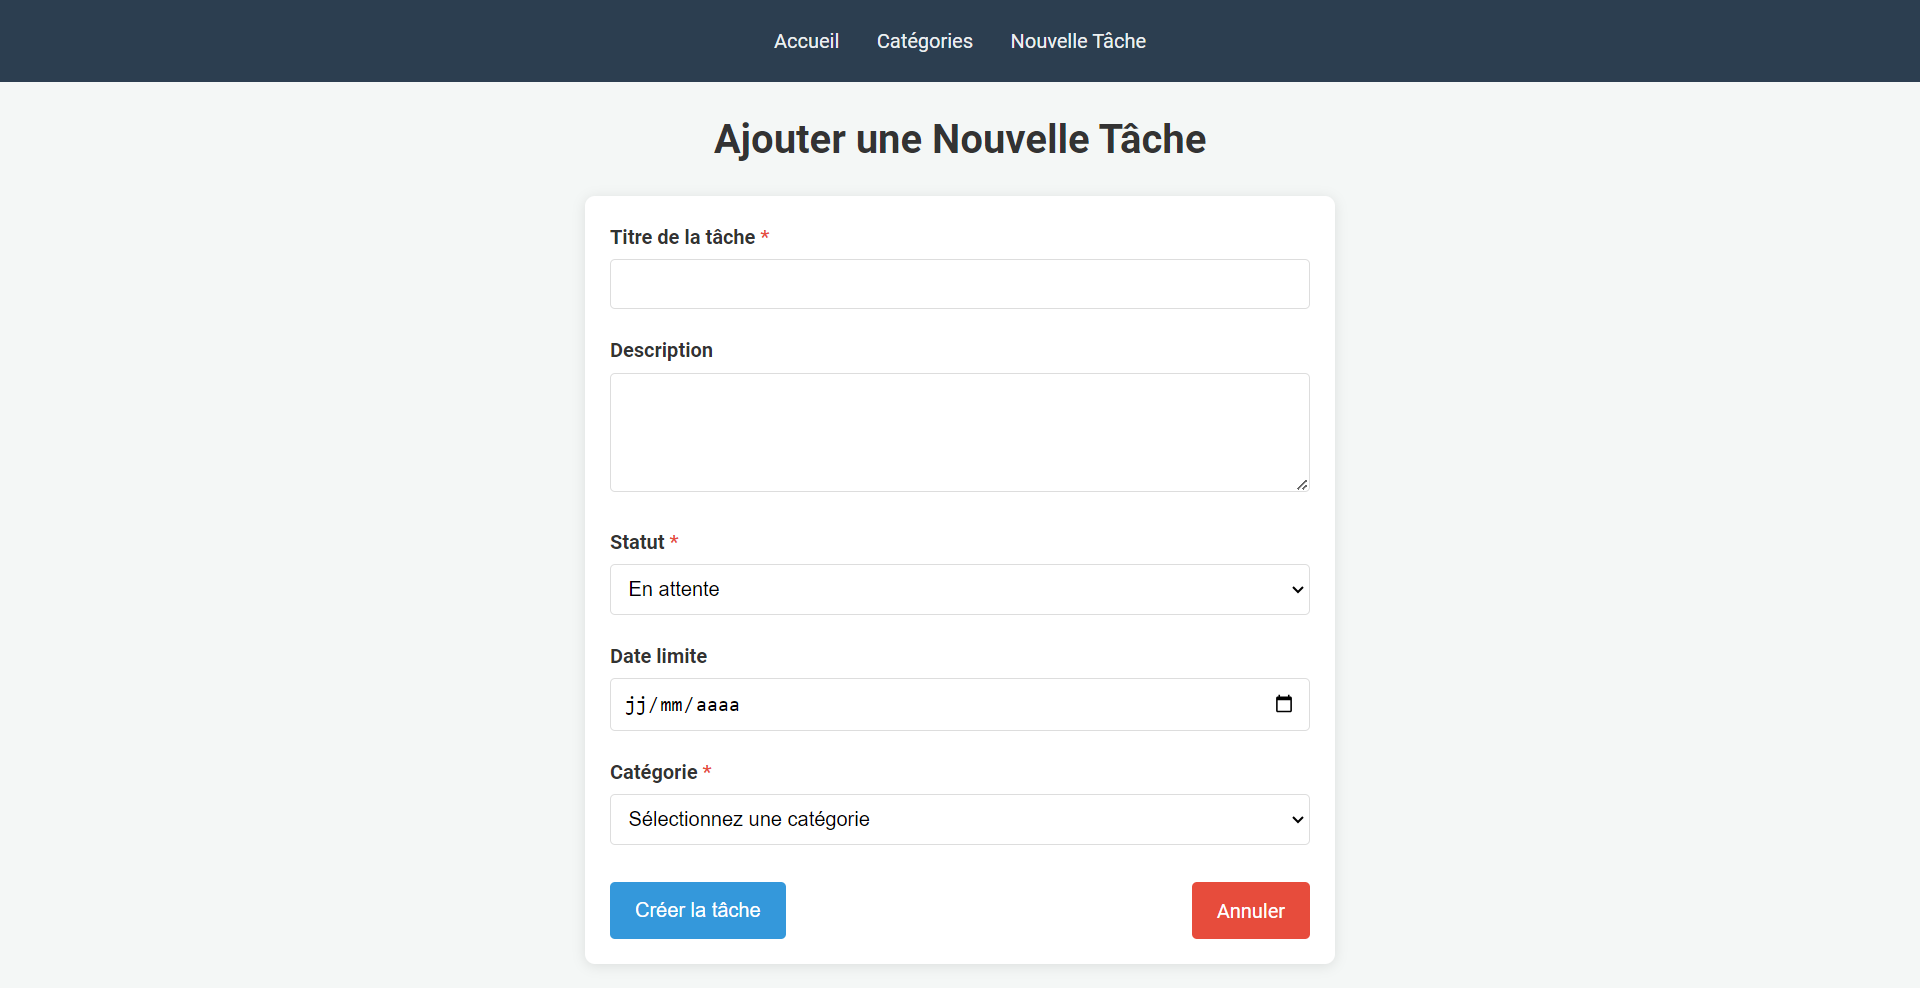 Accueil Catégories Nouvelle Tâche
Ajouter une Nouvelle Tâche
Titre de la tâche *
Description
Statut *
En attente
Date limite
jj/mm/aaaa
Catégorie *
Sélectionnez une catégorie
Créer la tâche Annuler